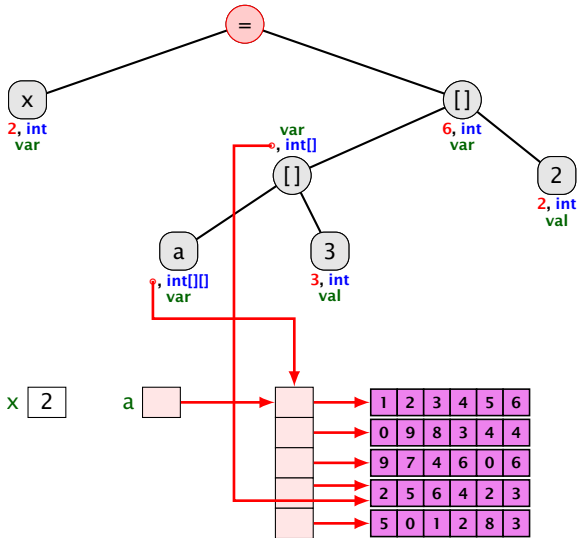 =
x
2, int
var
[]
6, int
var
var
, int[]
[]
2
2, int
val
a
, int[][]
var
3
3, int
val
x 2 a
1 2 3 4 5 6
0 9 8 3 4 4
9 7 4 6 0 6
2 5 6 4 2 3
5 0 1 2 8 3